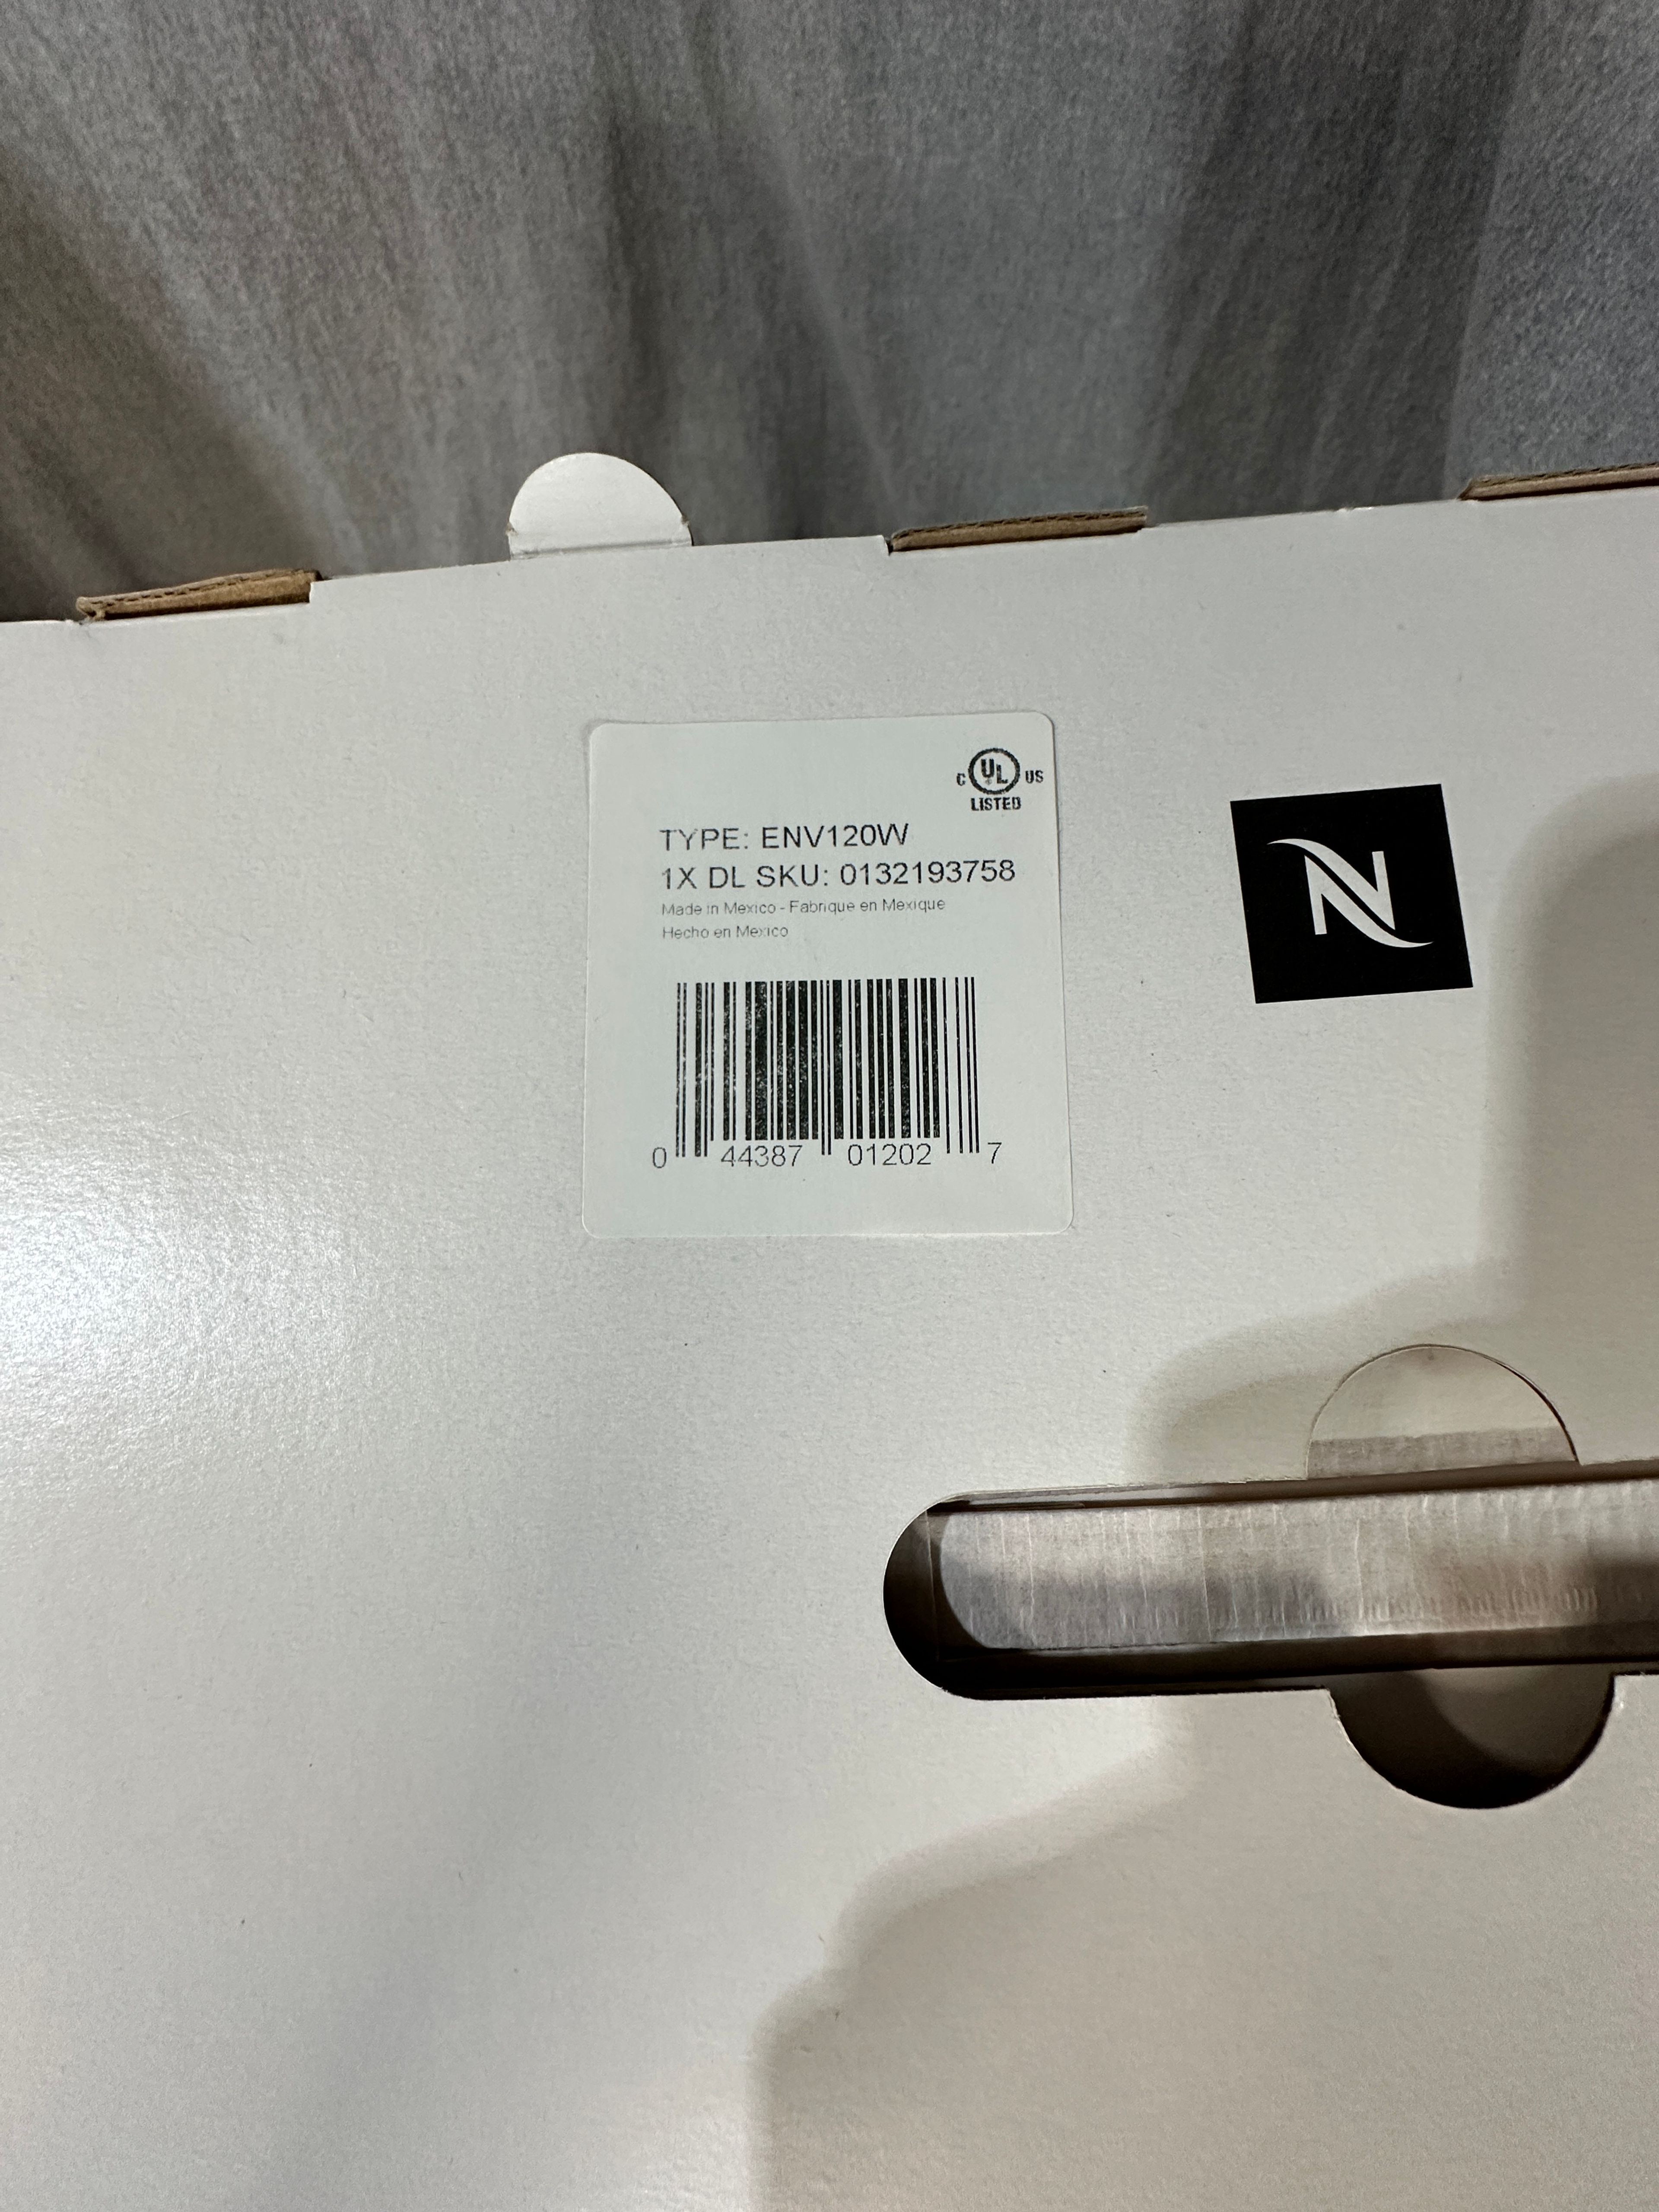 C UL US
LISTED
TYPE: ENV120W
1X DL SKU: 0132193758
Made in Mexico - Fabrique en Mexique
Hecho en Mexico
0 44387 01202 7
N